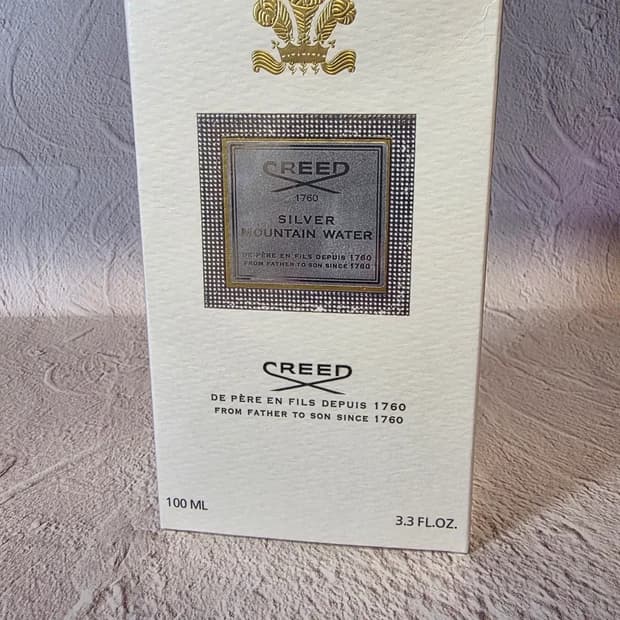 CREED
1760
SILVER
MOUNTAIN WATER
DE PÈRE EN FILS DEPUIS 1760
FROM FATHER TO SON SINCE 1760
CREED
DE PÈRE EN FILS DEPUIS 1760
FROM FATHER TO SON SINCE 1760
100 ML
3.3 FL.OZ.